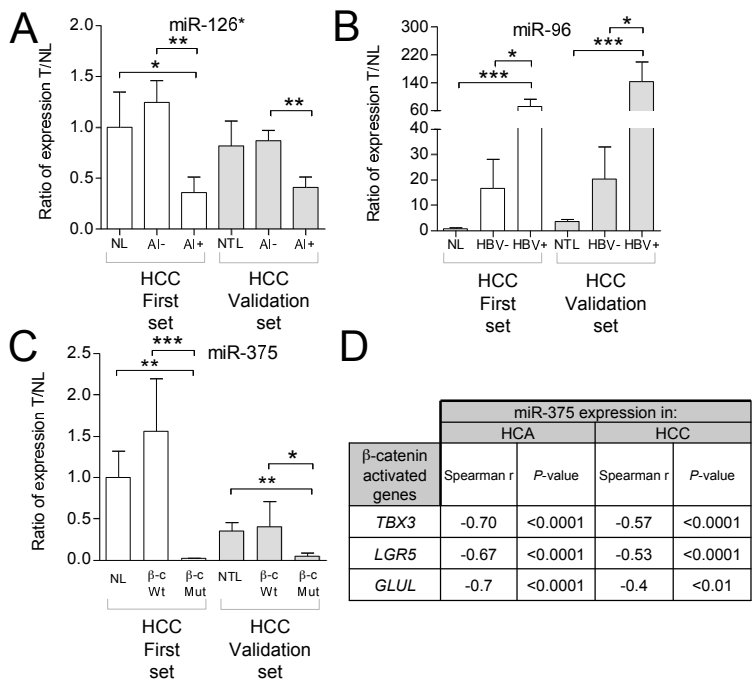 A
miR-126*
Ratio of expression T/NL
2.0
1.5
1.0
0.5
0.0
**
*
**
NL Al- Al+ NTL Al- Al+
HCC HCC
First Validation
set set
B
miR-96
Ratio of expression T/NL
300
220
140
60
40
30
20
10
0
*
***
*
***
NL HBV- HBV+ NTL HBV- HBV+
HCC HCC
First Validation
set set
C
miR-375
Ratio of expression T/NL
2.5
2.0
1.5
1.0
0.5
0.0
***
**
*
**
NL β-c β-c NTL β-c β-c
Wt Mut Wt Mut
HCC HCC
First Validation
set set
D
miR-375 expression in:
HCA HCC
β-catenin
activated
genes
Spearman r P-value Spearman r P-value
TBX3 -0.70 <0.0001 -0.57 <0.0001
LGR5 -0.67 <0.0001 -0.53 <0.0001
GLUL -0.7 <0.0001 -0.4 <0.01